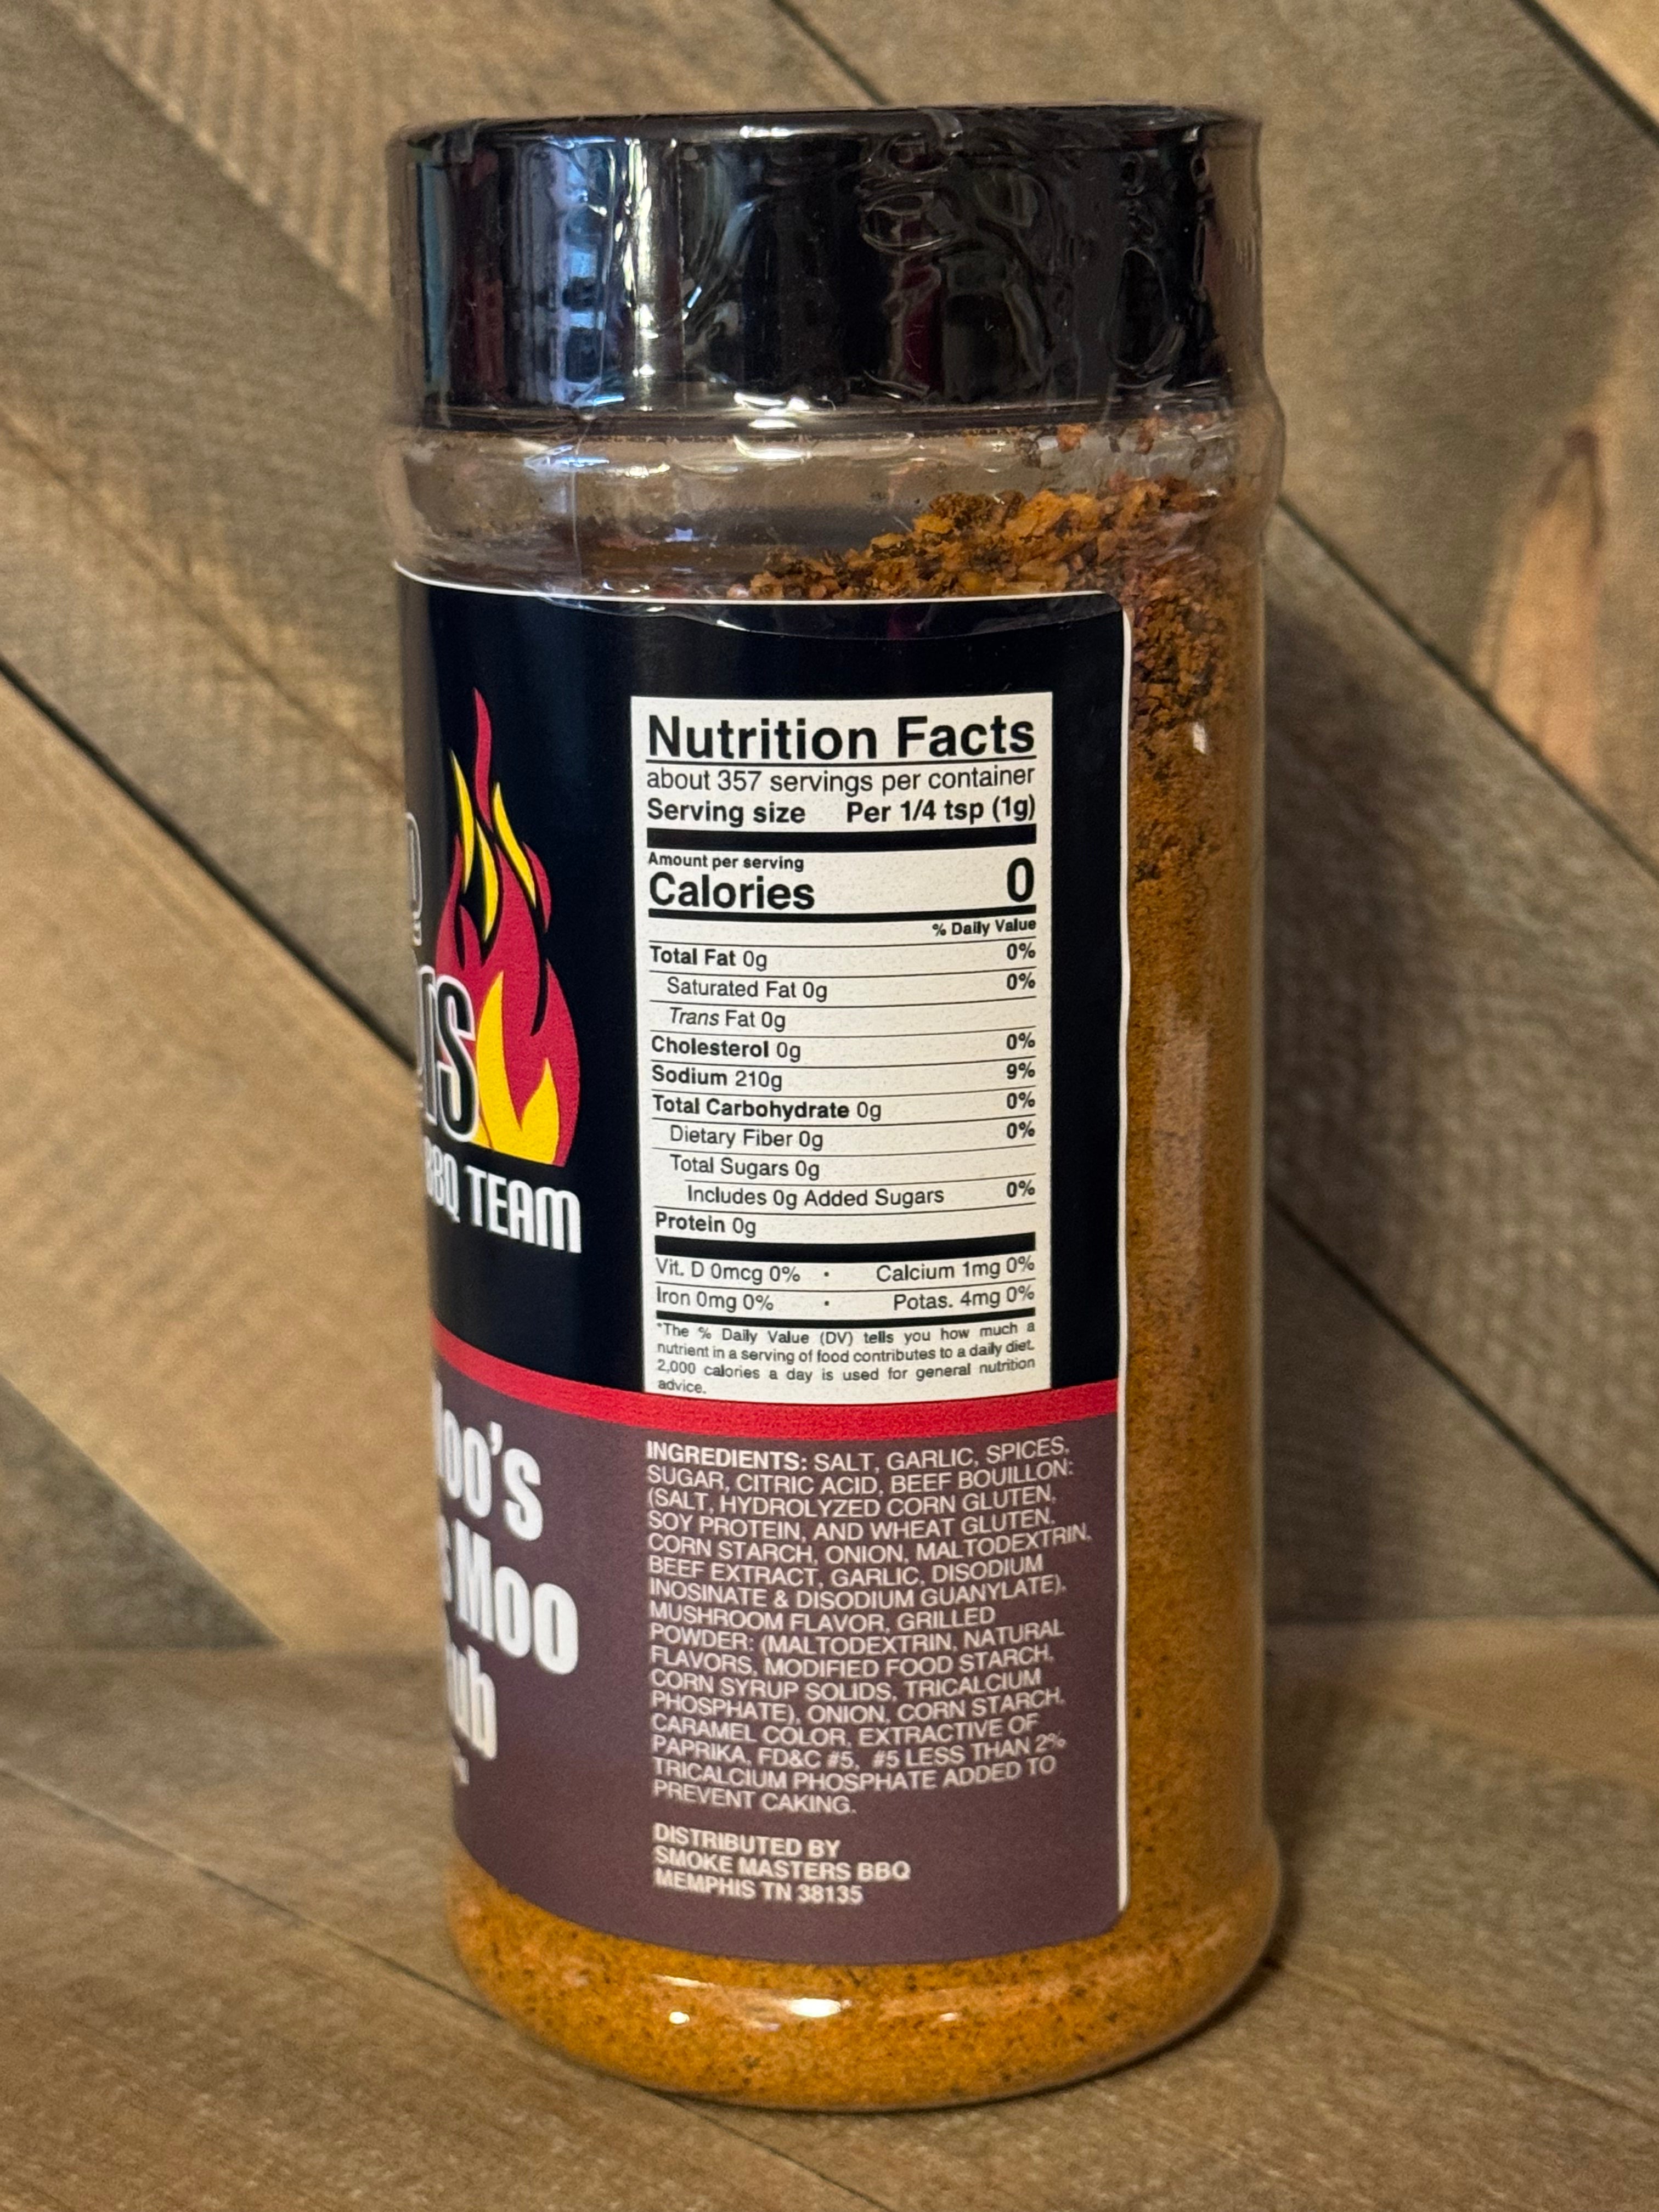 BBQ TEAM
Nutrition Facts
about 357 servings per container
Serving size Per 1/4 tsp (1g)
Amount per serving
Calories 0
% Daily Value
Total Fat 0g 0%
Saturated Fat 0g 0%
Trans Fat 0g
Cholesterol 0g 0%
Sodium 210g 9%
Total Carbohydrate 0g 0%
Dietary Fiber 0g 0%
Total Sugars 0g
Includes 0g Added Sugars 0%
Protein 0g
Vit. D 0mcg 0% • Calcium 1mg 0%
Iron 0mg 0% • Potas. 4mg 0%
*The % Daily Value (DV) tells you how much a
nutrient in a serving of food contributes to a daily diet.
2,000 calories a day is used for general nutrition
advice.
Moo
INGREDIENTS: SALT, GARLIC, SPICES,
SUGAR, CITRIC ACID, BEEF BOUILLON:
(SALT, HYDROLYZED CORN GLUTEN,
SOY PROTEIN, AND WHEAT GLUTEN,
CORN STARCH, ONION, MALTODEXTRIN,
BEEF EXTRACT, GARLIC, DISODIUM
INOSINATE & DISODIUM GUANYLATE),
MUSHROOM FLAVOR, GRILLED
POWDER: (MALTODEXTRIN, NATURAL
FLAVORS, MODIFIED FOOD STARCH,
CORN SYRUP SOLIDS, TRICALCIUM
PHOSPHATE), ONION, CORN STARCH,
CARAMEL COLOR, EXTRACTIVE OF
PAPRIKA, FD&C #5, #5 LESS THAN 2%
TRICALCIUM PHOSPHATE ADDED TO
PREVENT CAKING.
DISTRIBUTED BY
SMOKE MASTERS BBQ
MEMPHIS TN 38135